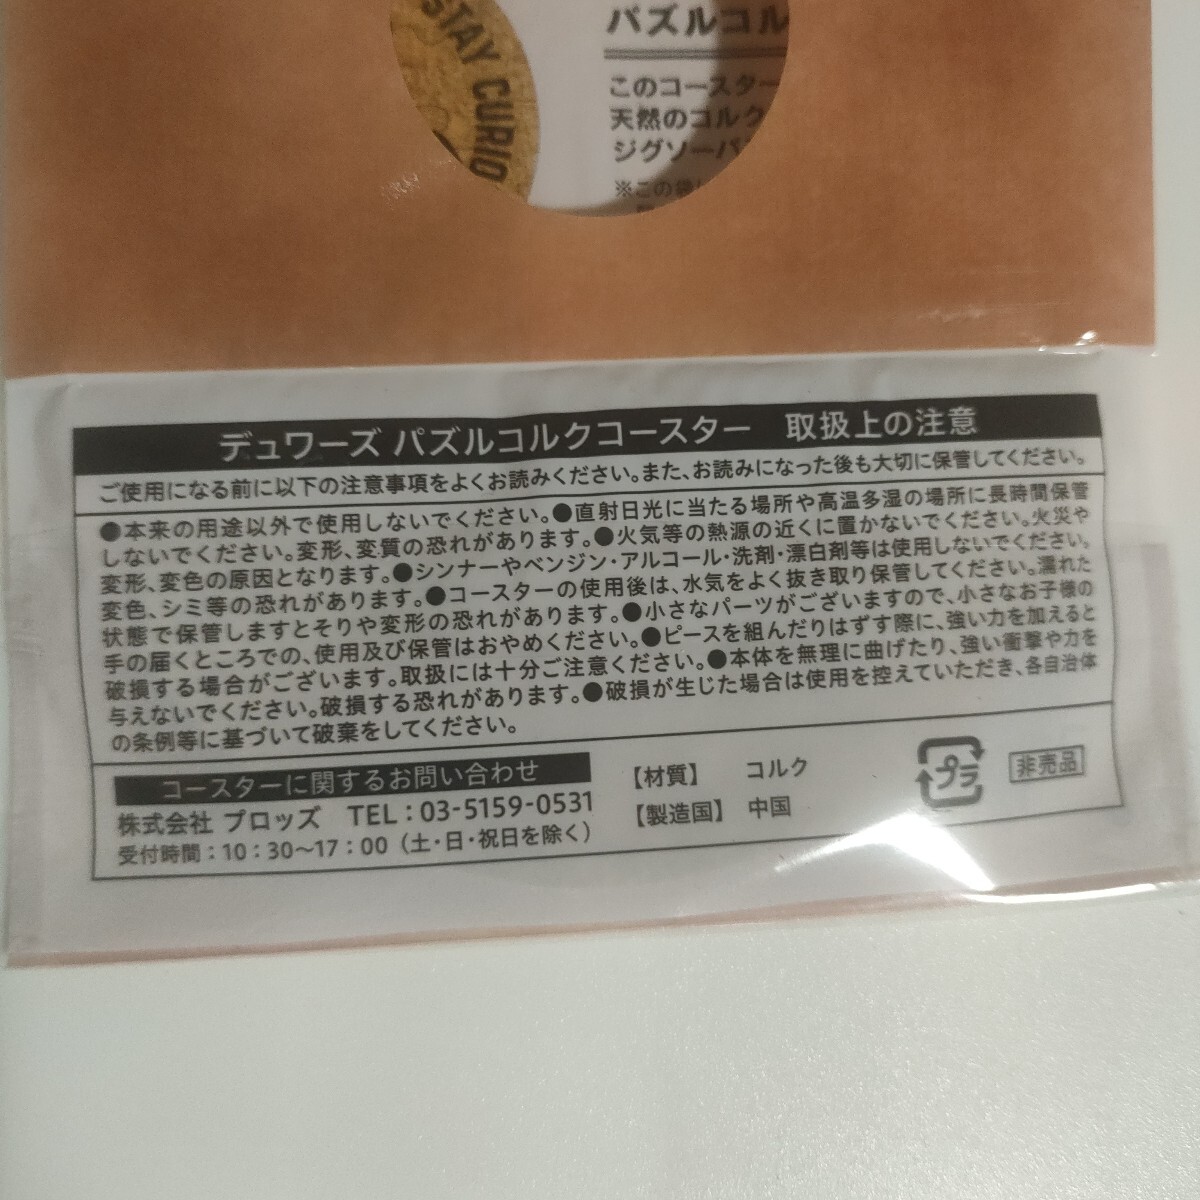 STAY CURIO
パズルコル
このコースター
天然のコルク
ジグソーパ
※この袋に
デュワーズ パズルコルクコースター 取扱上の注意
ご使用になる前に以下の注意事項をよくお読みください。また、お読みになった後も大切に保管してください。
●本来の用途以外で使用しないでください。●直射日光に当たる場所や高温多湿の場所に長時間保管
しないでください。変形、変質の恐れがあります。●火気等の熱源の近くに置かないでください。火災や
変形、変色の原因となります。●シンナーやベンジン・アルコール・洗剤・漂白剤等は使用しないでください。
変色、シミ等の恐れがあります。●コースターの使用後は、水気をよく抜き取り保管してください。濡れた
状態で保管しますとそりや変形の恐れがあります。●小さなパーツがございますので、小さなお子様の
手の届くところでの、使用及び保管はおやめください。●ピースを組んだりはずす際に、強い力を加えると
破損する場合がございます。取扱には十分ご注意ください。●本体を無理に曲げたり、強い衝撃や力を
与えないでください。破損する恐れがあります。●破損が生じた場合は使用を控えていただき、各自治体
の条例等に基づいて破棄をしてください。
コースターに関するお問い合わせ
株式会社 プロッズ TEL：03-5159-0531
受付時間：10：30〜17：00（土・日・祝日を除く）
【材質】 コルク
【製造国】 中国
プラ
非売品